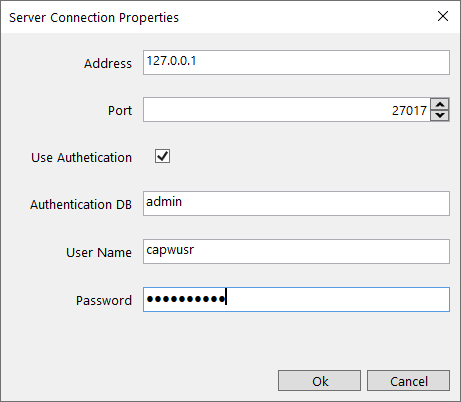 Server Connection Properties
Address 127.0.0.1
Port 27017
Use Authetication
Authentication DB admin
User Name capwusr
Password ●●●●●●●●●●
Ok Cancel